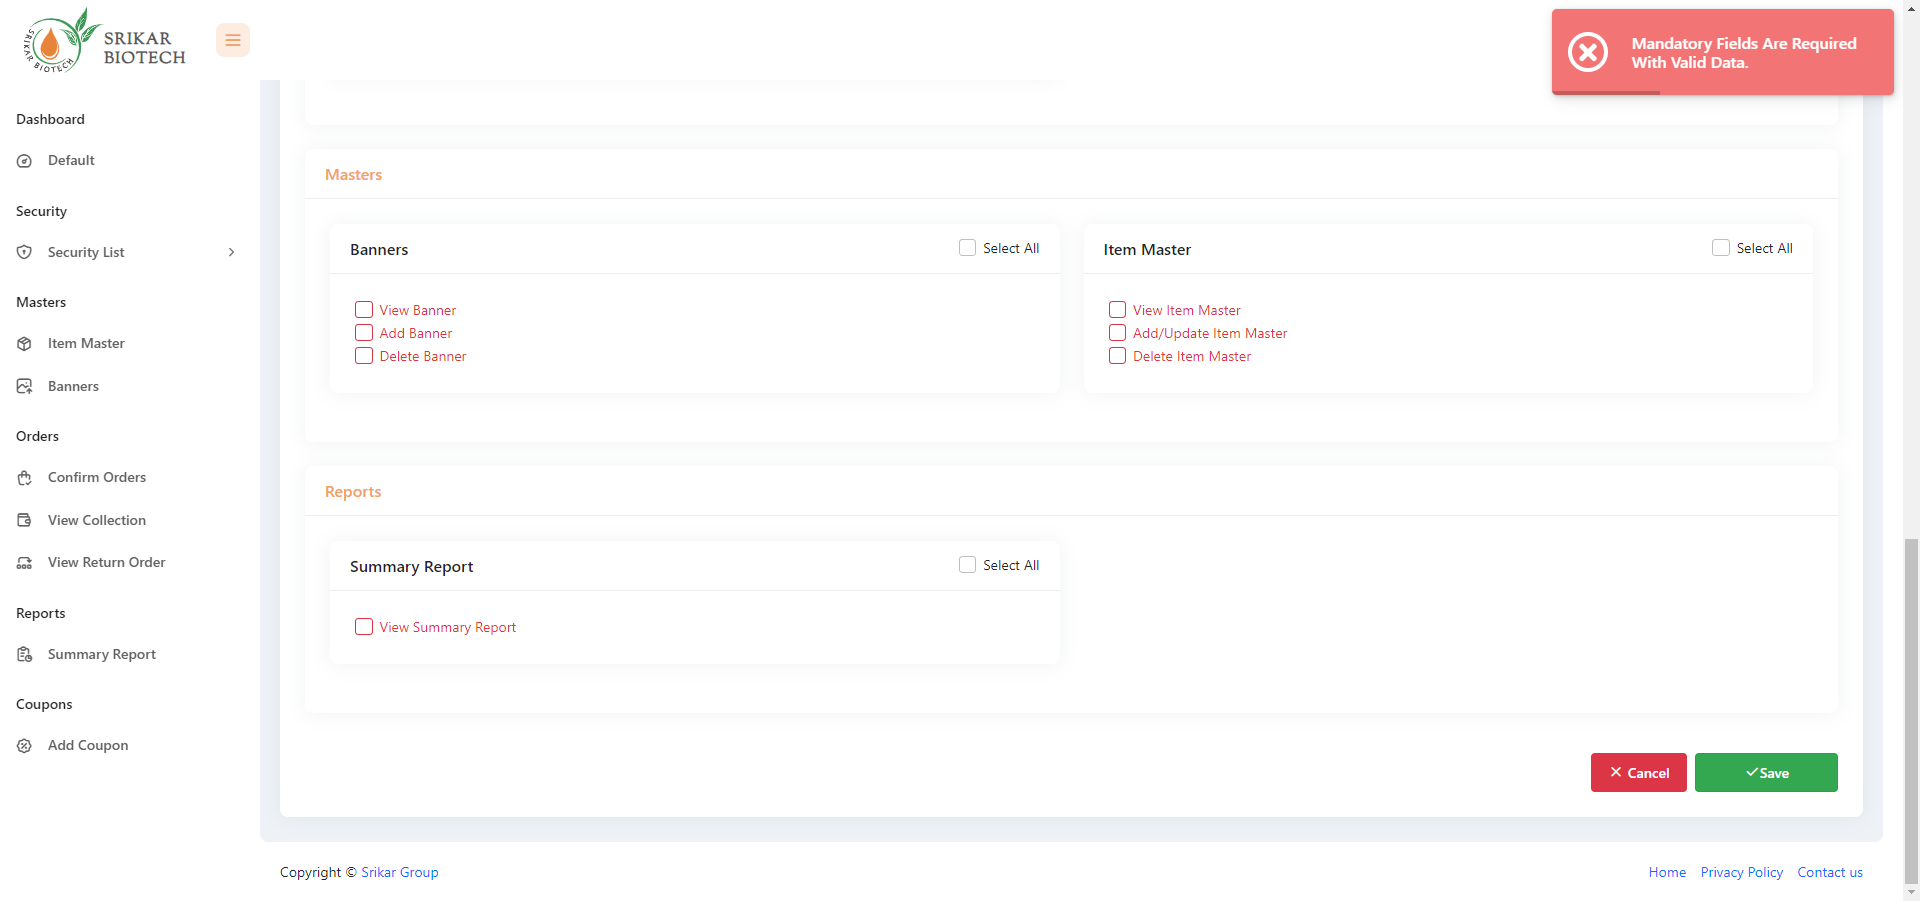 SRIKAR BIOTECH
SRIKAR
BIOTECH
Mandatory Fields Are Required
With Valid Data.
Dashboard
Default
Security
Security List
Masters
Item Master
Banners
Orders
Confirm Orders
View Collection
View Return Order
Reports
Summary Report
Coupons
Add Coupon
Masters
Banners
Select All
View Banner
Add Banner
Delete Banner
Item Master
Select All
View Item Master
Add/Update Item Master
Delete Item Master
Reports
Summary Report
Select All
View Summary Report
Cancel
Save
Copyright © Srikar Group
Home Privacy Policy Contact us